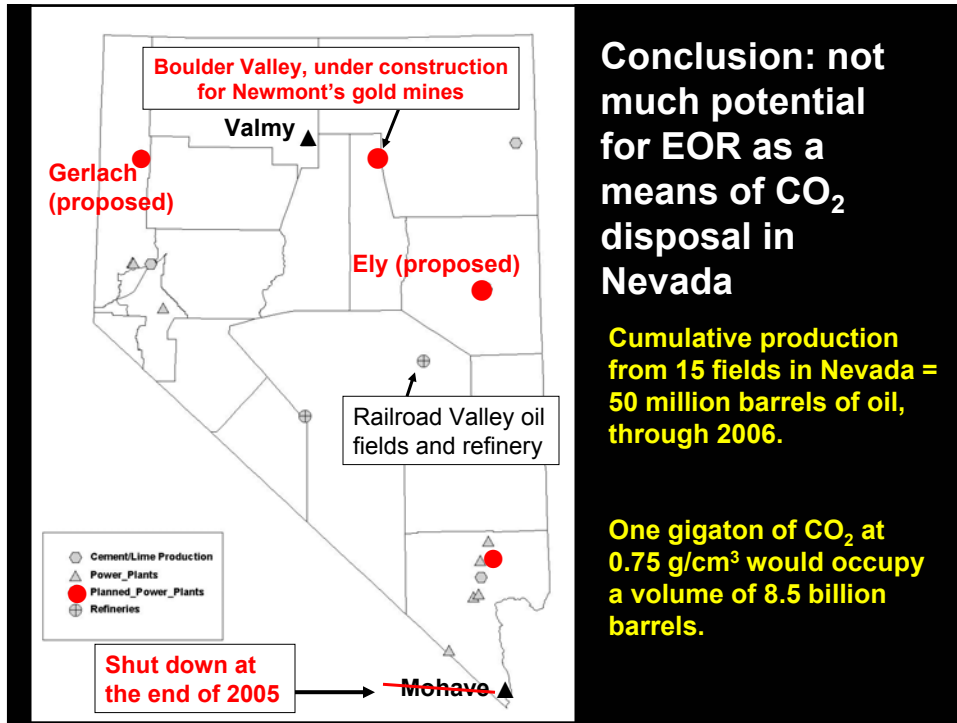 Boulder Valley, under construction
for Newmont's gold mines
Valmy
Gerlach
(proposed)
Ely (proposed)
Railroad Valley oil
fields and refinery
Cement/Lime Production
Power_Plants
Planned_Power_Plants
Refineries
Shut down at
the end of 2005
Mohave
Conclusion: not
much potential
for EOR as a
means of CO₂
disposal in
Nevada
Cumulative production
from 15 fields in Nevada =
50 million barrels of oil,
through 2006.
One gigaton of CO₂ at
0.75 g/cm³ would occupy
a volume of 8.5 billion
barrels.